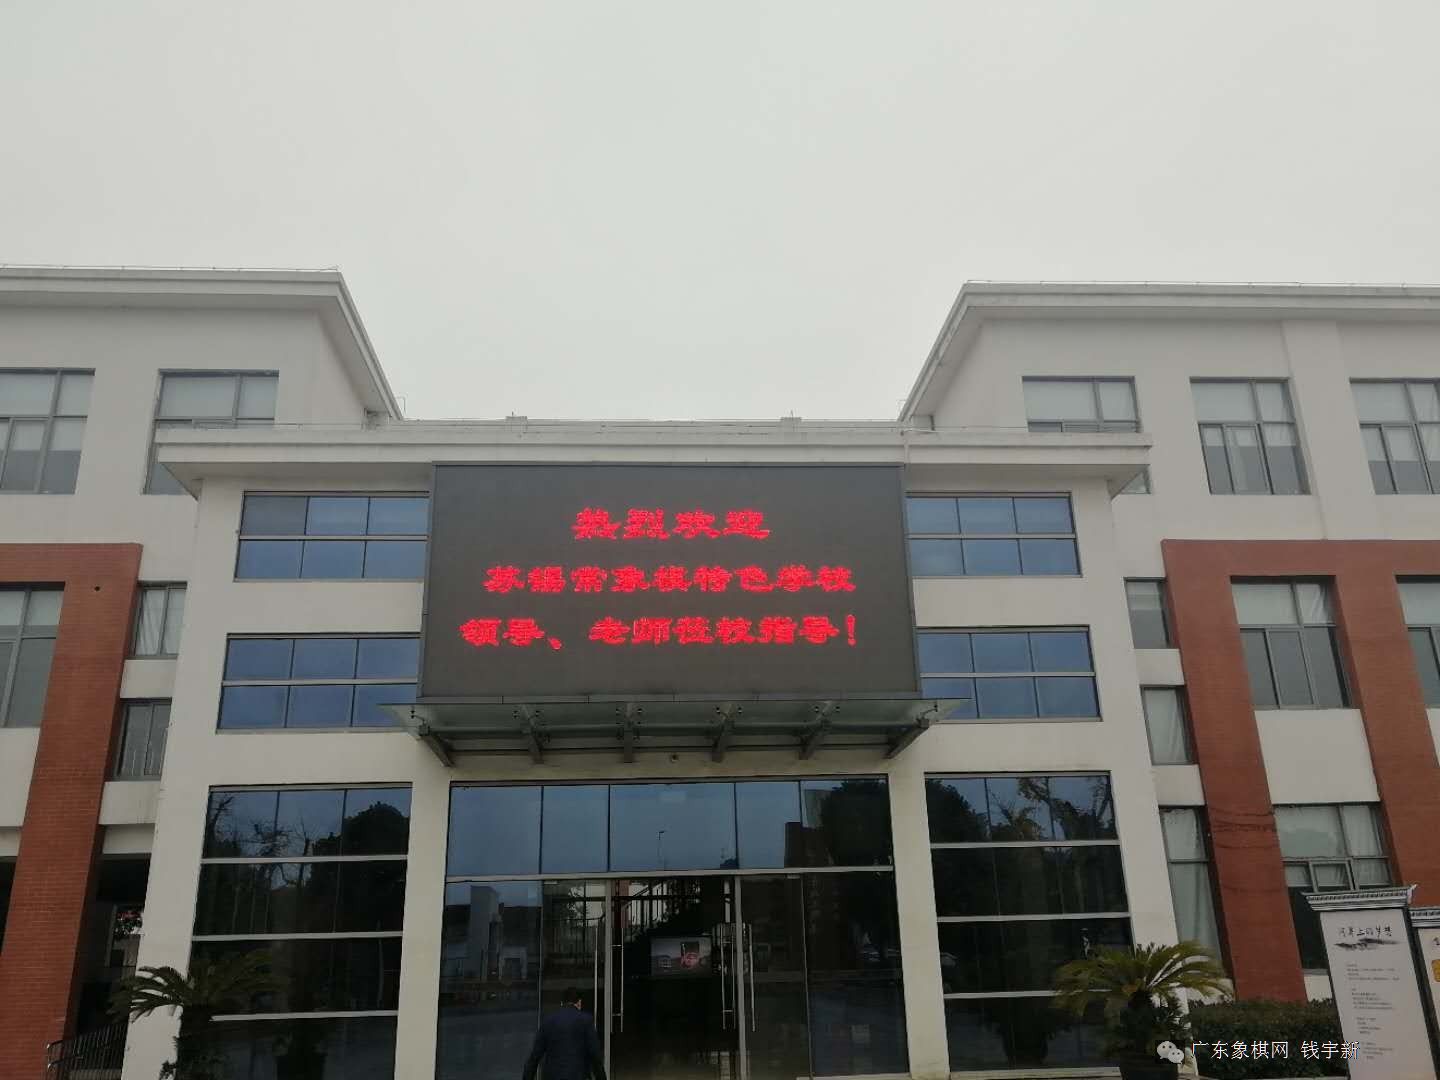 热烈欢迎
苏锡常象棋特色学校
领导、老师莅校指导！
广东象棋网 钱宇新